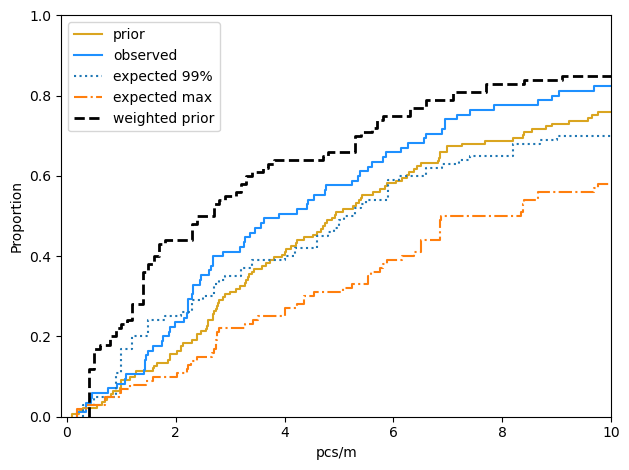 1.0
0.8
0.6
0.4
0.2
0.0
Proportion
prior
observed
expected 99%
expected max
weighted prior
0 2 4 6 8 10
pcs/m